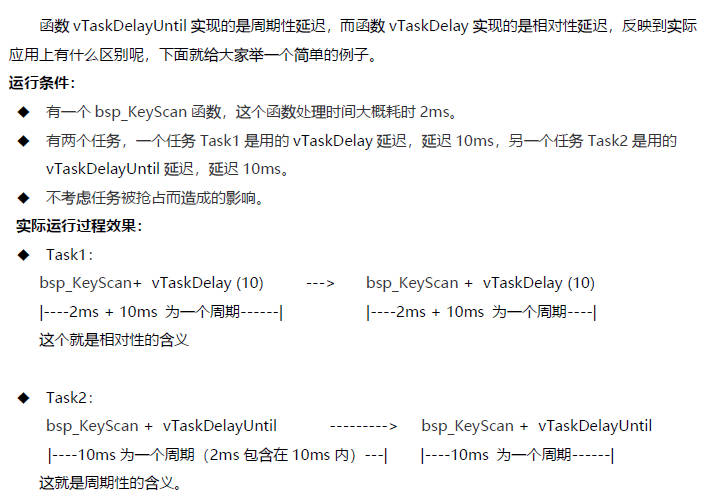 函数 vTaskDelayUntil 实现的是周期性延迟，而函数 vTaskDelay 实现的是相对性延迟，反映到实际
应用上有什么区别呢，下面就给大家举一个简单的例子。
运行条件：
◆ 有一个 bsp_KeyScan 函数，这个函数处理时间大概耗时 2ms。
◆ 有两个任务，一个任务 Task1 是用的 vTaskDelay 延迟，延迟 10ms，另一个任务 Task2 是用的
vTaskDelayUntil 延迟，延迟 10ms。
◆ 不考虑任务被抢占而造成的影响。
实际运行过程效果：
◆ Task1：
bsp_KeyScan+ vTaskDelay (10) ---> bsp_KeyScan + vTaskDelay (10)
|----2ms + 10ms 为一个周期------| |----2ms + 10ms 为一个周期----|
这个就是相对性的含义
◆ Task2：
bsp_KeyScan + vTaskDelayUntil ---------> bsp_KeyScan + vTaskDelayUntil
|----10ms 为一个周期（2ms 包含在 10ms 内）---| |----10ms 为一个周期------|
这就是周期性的含义。